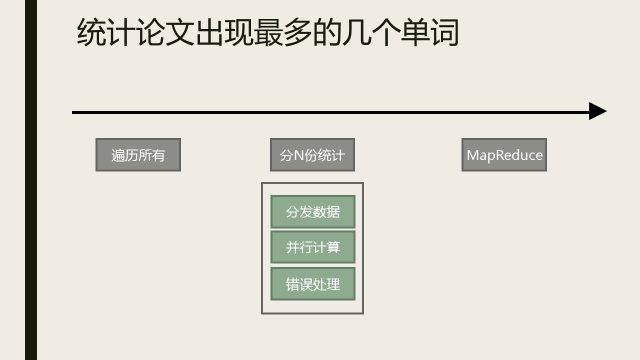 统计论文出现最多的几个单词
遍历所有
分N份统计
MapReduce
分发数据
并行计算
错误处理